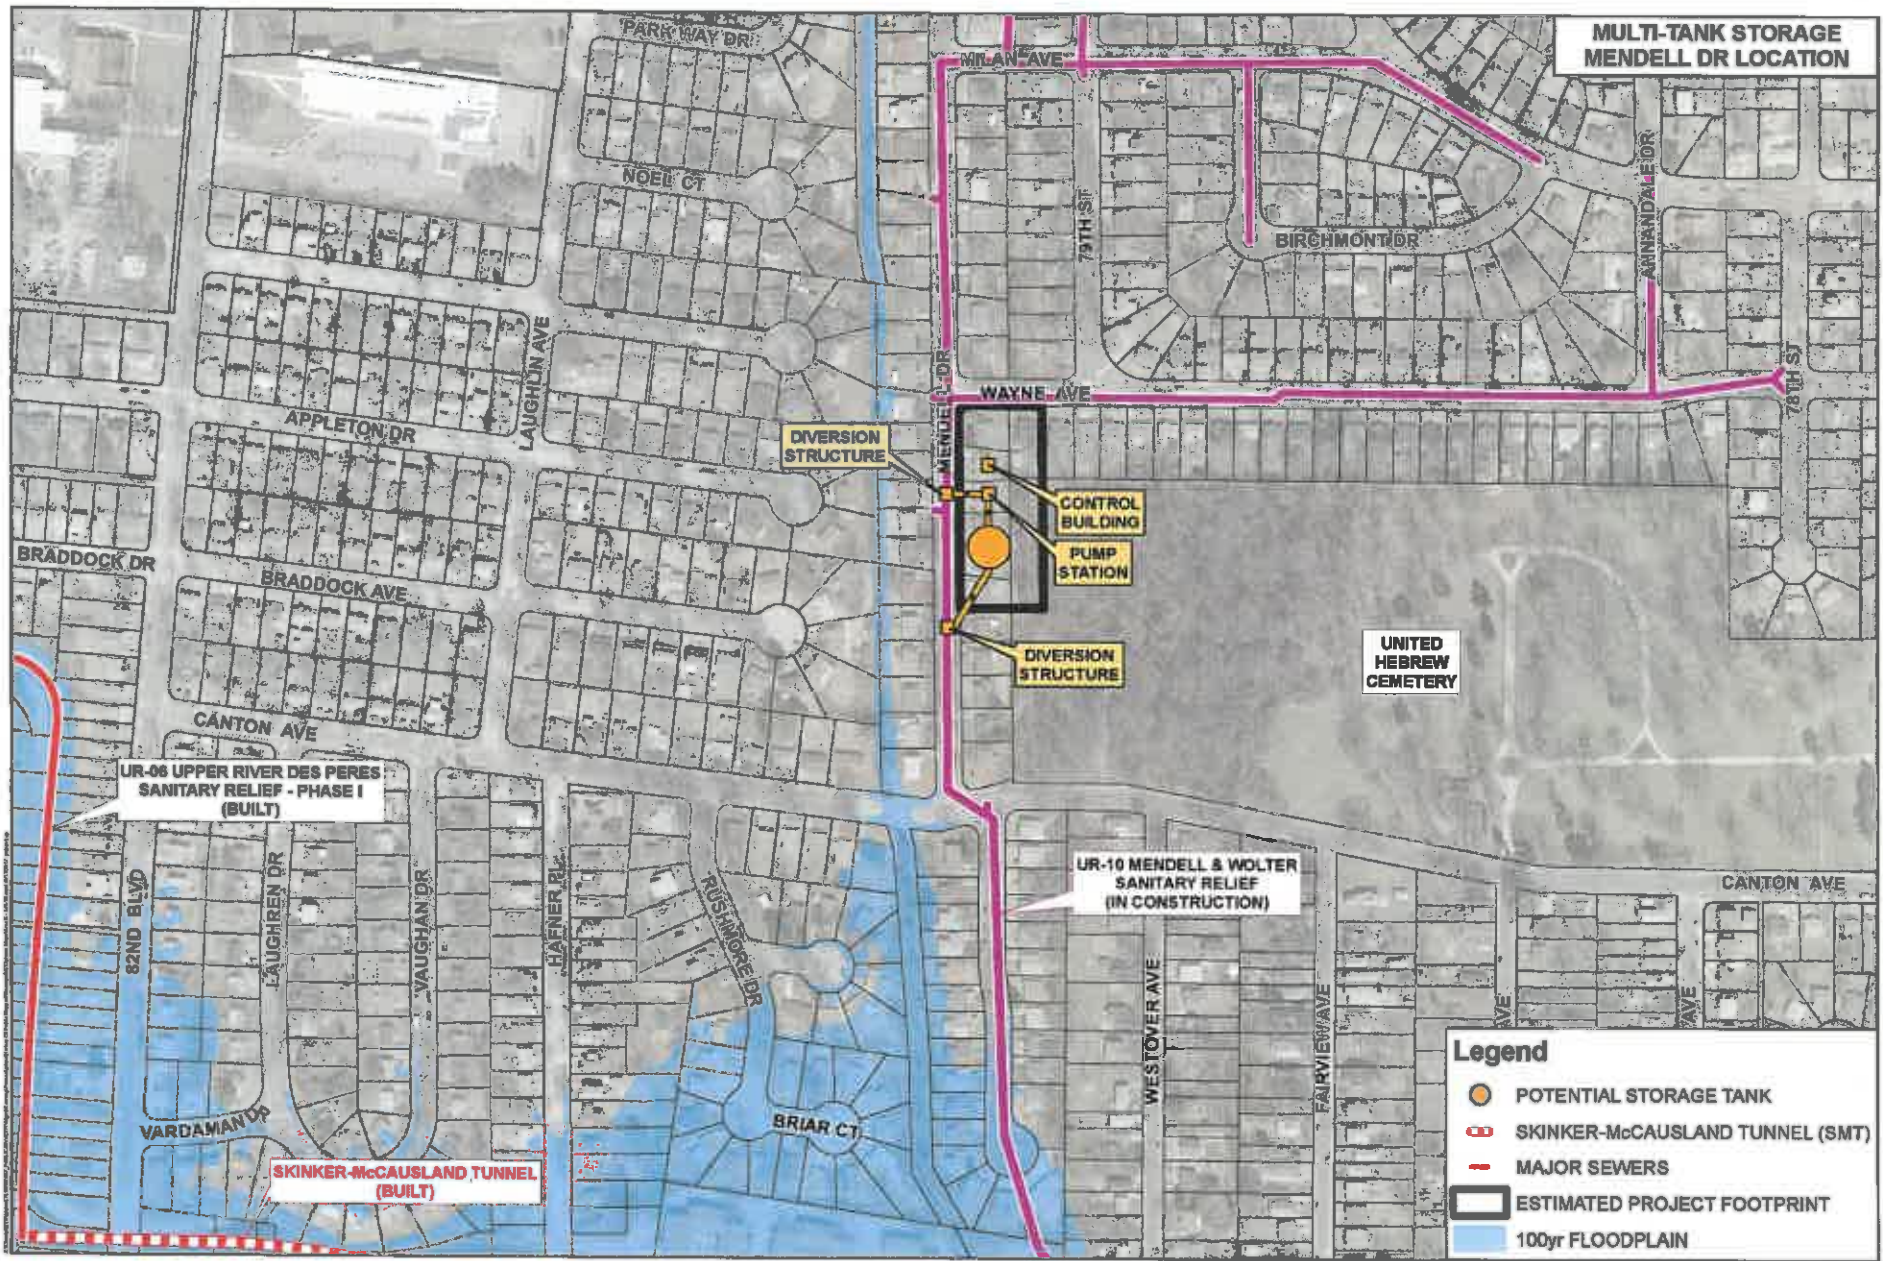 MULTI-TANK STORAGE
MENDELL DR LOCATION
PARK WAY DR
MILAN AVE
NOEL CT
79TH ST
ANNANDALE DR
BIRCHMONT DR
LAUGHLIN AVE
MENDELL DR
WAYNE AVE
78TH ST
APPLETON DR
DIVERSION
STRUCTURE
CONTROL
BUILDING
PUMP
STATION
BRADDOCK DR
BRADDOCK AVE
DIVERSION
STRUCTURE
UNITED
HEBREW
CEMETERY
CANTON AVE
UR-06 UPPER RIVER DES PERES
SANITARY RELIEF - PHASE I
(BUILT)
82ND BLVD
LAUGHREN DR
VAUGHAN DR
HAFNER PL
RUSHMORE DR
UR-10 MENDELL & WOLTER
SANITARY RELIEF
(IN CONSTRUCTION)
CANTON AVE
WESTOVER AVE
FAIRVIEW AVE
AVE
AVE
VARDAMAN DR
BRIAR CT
SKINKER-McCAUSLAND TUNNEL
(BUILT)
Legend
POTENTIAL STORAGE TANK
SKINKER-McCAUSLAND TUNNEL (SMT)
MAJOR SEWERS
ESTIMATED PROJECT FOOTPRINT
100yr FLOODPLAIN